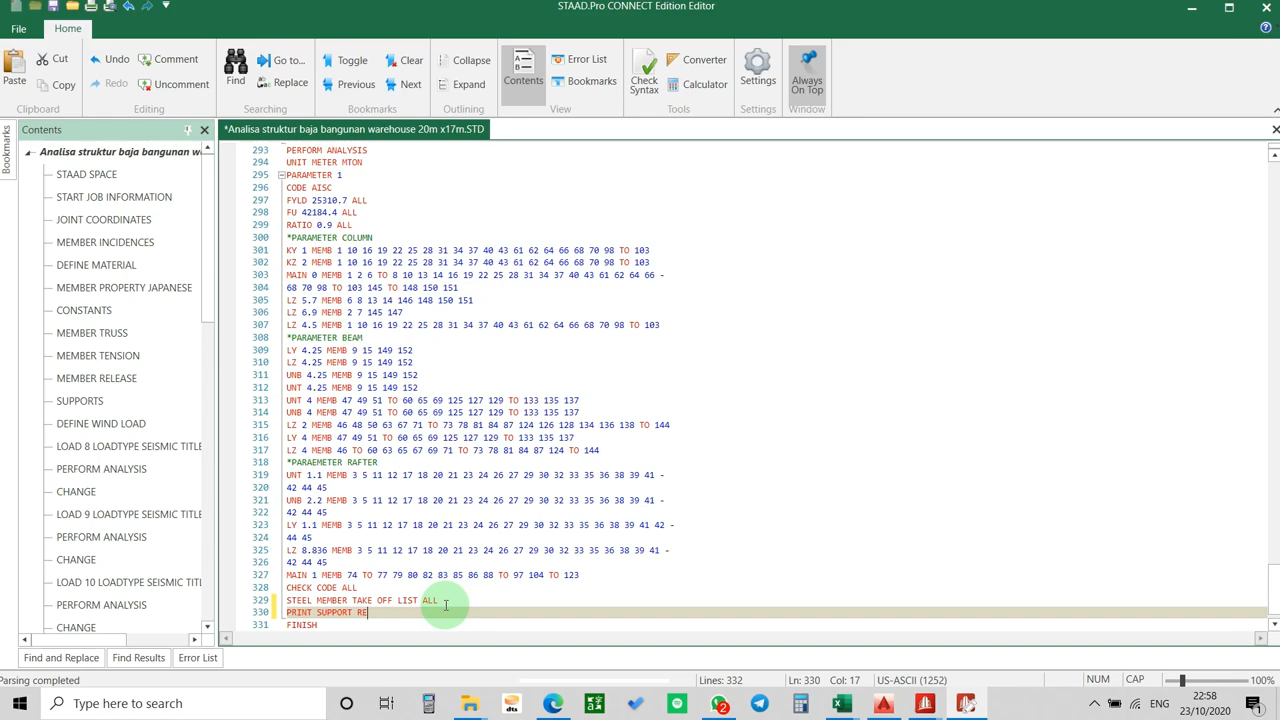 STAAD.Pro CONNECT Edition Editor
File
Home
Paste
Cut
Copy
Clipboard
Undo
Redo
Comment
Uncomment
Editing
Find
Go to...
Replace
Searching
Toggle
Previous
Clear
Next
Bookmarks
Collapse
Expand
Outlining
Contents
Error List
Bookmarks
View
Check Syntax
Converter
Calculator
Tools
Settings
Settings
Always On Top
Window
Bookmarks
Contents
*Analisa struktur baja bangunan warehouse 20m x17m.STD
Analisa struktur baja bangunan w
STAAD SPACE
START JOB INFORMATION
JOINT COORDINATES
MEMBER INCIDENCES
DEFINE MATERIAL
MEMBER PROPERTY JAPANESE
CONSTANTS
MEMBER TRUSS
MEMBER TENSION
MEMBER RELEASE
SUPPORTS
DEFINE WIND LOAD
LOAD 8 LOADTYPE SEISMIC TITLE
PERFORM ANALYSIS
CHANGE
LOAD 9 LOADTYPE SEISMIC TITLE
PERFORM ANALYSIS
CHANGE
LOAD 10 LOADTYPE SEISMIC TITL
PERFORM ANALYSIS
CHANGE
293 PERFORM ANALYSIS
294 UNIT METER MTON
295 PARAMETER 1
296 CODE AISC
297 FYLD 25310.7 ALL
298 FU 42184.4 ALL
299 RATIO 0.9 ALL
300 *PARAMETER COLUMN
301 KY 1 MEMB 1 10 16 19 22 25 28 31 34 37 40 43 61 62 64 66 68 70 98 TO 103
302 KZ 2 MEMB 1 10 16 19 22 25 28 31 34 37 40 43 61 62 64 66 68 70 98 TO 103
303 MAIN 0 MEMB 1 2 6 TO 8 10 13 14 16 19 22 25 28 31 34 37 40 43 61 62 64 66 -
304 68 70 98 TO 103 145 TO 148 150 151
305 LZ 5.7 MEMB 6 8 13 14 146 148 150 151
306 LZ 6.9 MEMB 2 7 145 147
307 LZ 4.5 MEMB 1 10 16 19 22 25 28 31 34 37 40 43 61 62 64 66 68 70 98 TO 103
308 *PARAMETER BEAM
309 LY 4.25 MEMB 9 15 149 152
310 LZ 4.25 MEMB 9 15 149 152
311 UNB 4.25 MEMB 9 15 149 152
312 UNT 4.25 MEMB 9 15 149 152
313 UNT 4 MEMB 47 49 51 TO 60 65 69 125 127 129 TO 133 135 137
314 UNB 4 MEMB 47 49 51 TO 60 65 69 125 127 129 TO 133 135 137
315 LZ 2 MEMB 46 48 50 63 67 71 TO 73 78 81 84 87 124 126 128 134 136 138 TO 144
316 LY 4 MEMB 47 49 51 TO 60 65 69 125 127 129 TO 133 135 137
317 LZ 4 MEMB 46 TO 60 63 65 67 69 71 TO 73 78 81 84 87 124 TO 144
318 *PARAEMETER RAFTER
319 UNT 1.1 MEMB 3 5 11 12 17 18 20 21 23 24 26 27 29 30 32 33 35 36 38 39 41 -
320 42 44 45
321 UNB 2.2 MEMB 3 5 11 12 17 18 20 21 23 24 26 27 29 30 32 33 35 36 38 39 41 -
322 42 44 45
323 LY 1.1 MEMB 3 5 11 12 17 18 20 21 23 24 26 27 29 30 32 33 35 36 38 39 41 42 -
324 44 45
325 LZ 8.836 MEMB 3 5 11 12 17 18 20 21 23 24 26 27 29 30 32 33 35 36 38 39 41 -
326 42 44 45
327 MAIN 1 MEMB 74 TO 77 79 80 82 83 85 86 88 TO 97 104 TO 123
328 CHECK CODE ALL
329 STEEL MEMBER TAKE OFF LIST ALL
330 PRINT SUPPORT RE
331 FINISH
Find and Replace
Find Results
Error List
Parsing completed
Lines: 332
Ln: 330
Col: 17
US-ASCII (1252)
NUM
CAP
100%
Type here to search
dts
2
22:58
23/10/2020
1